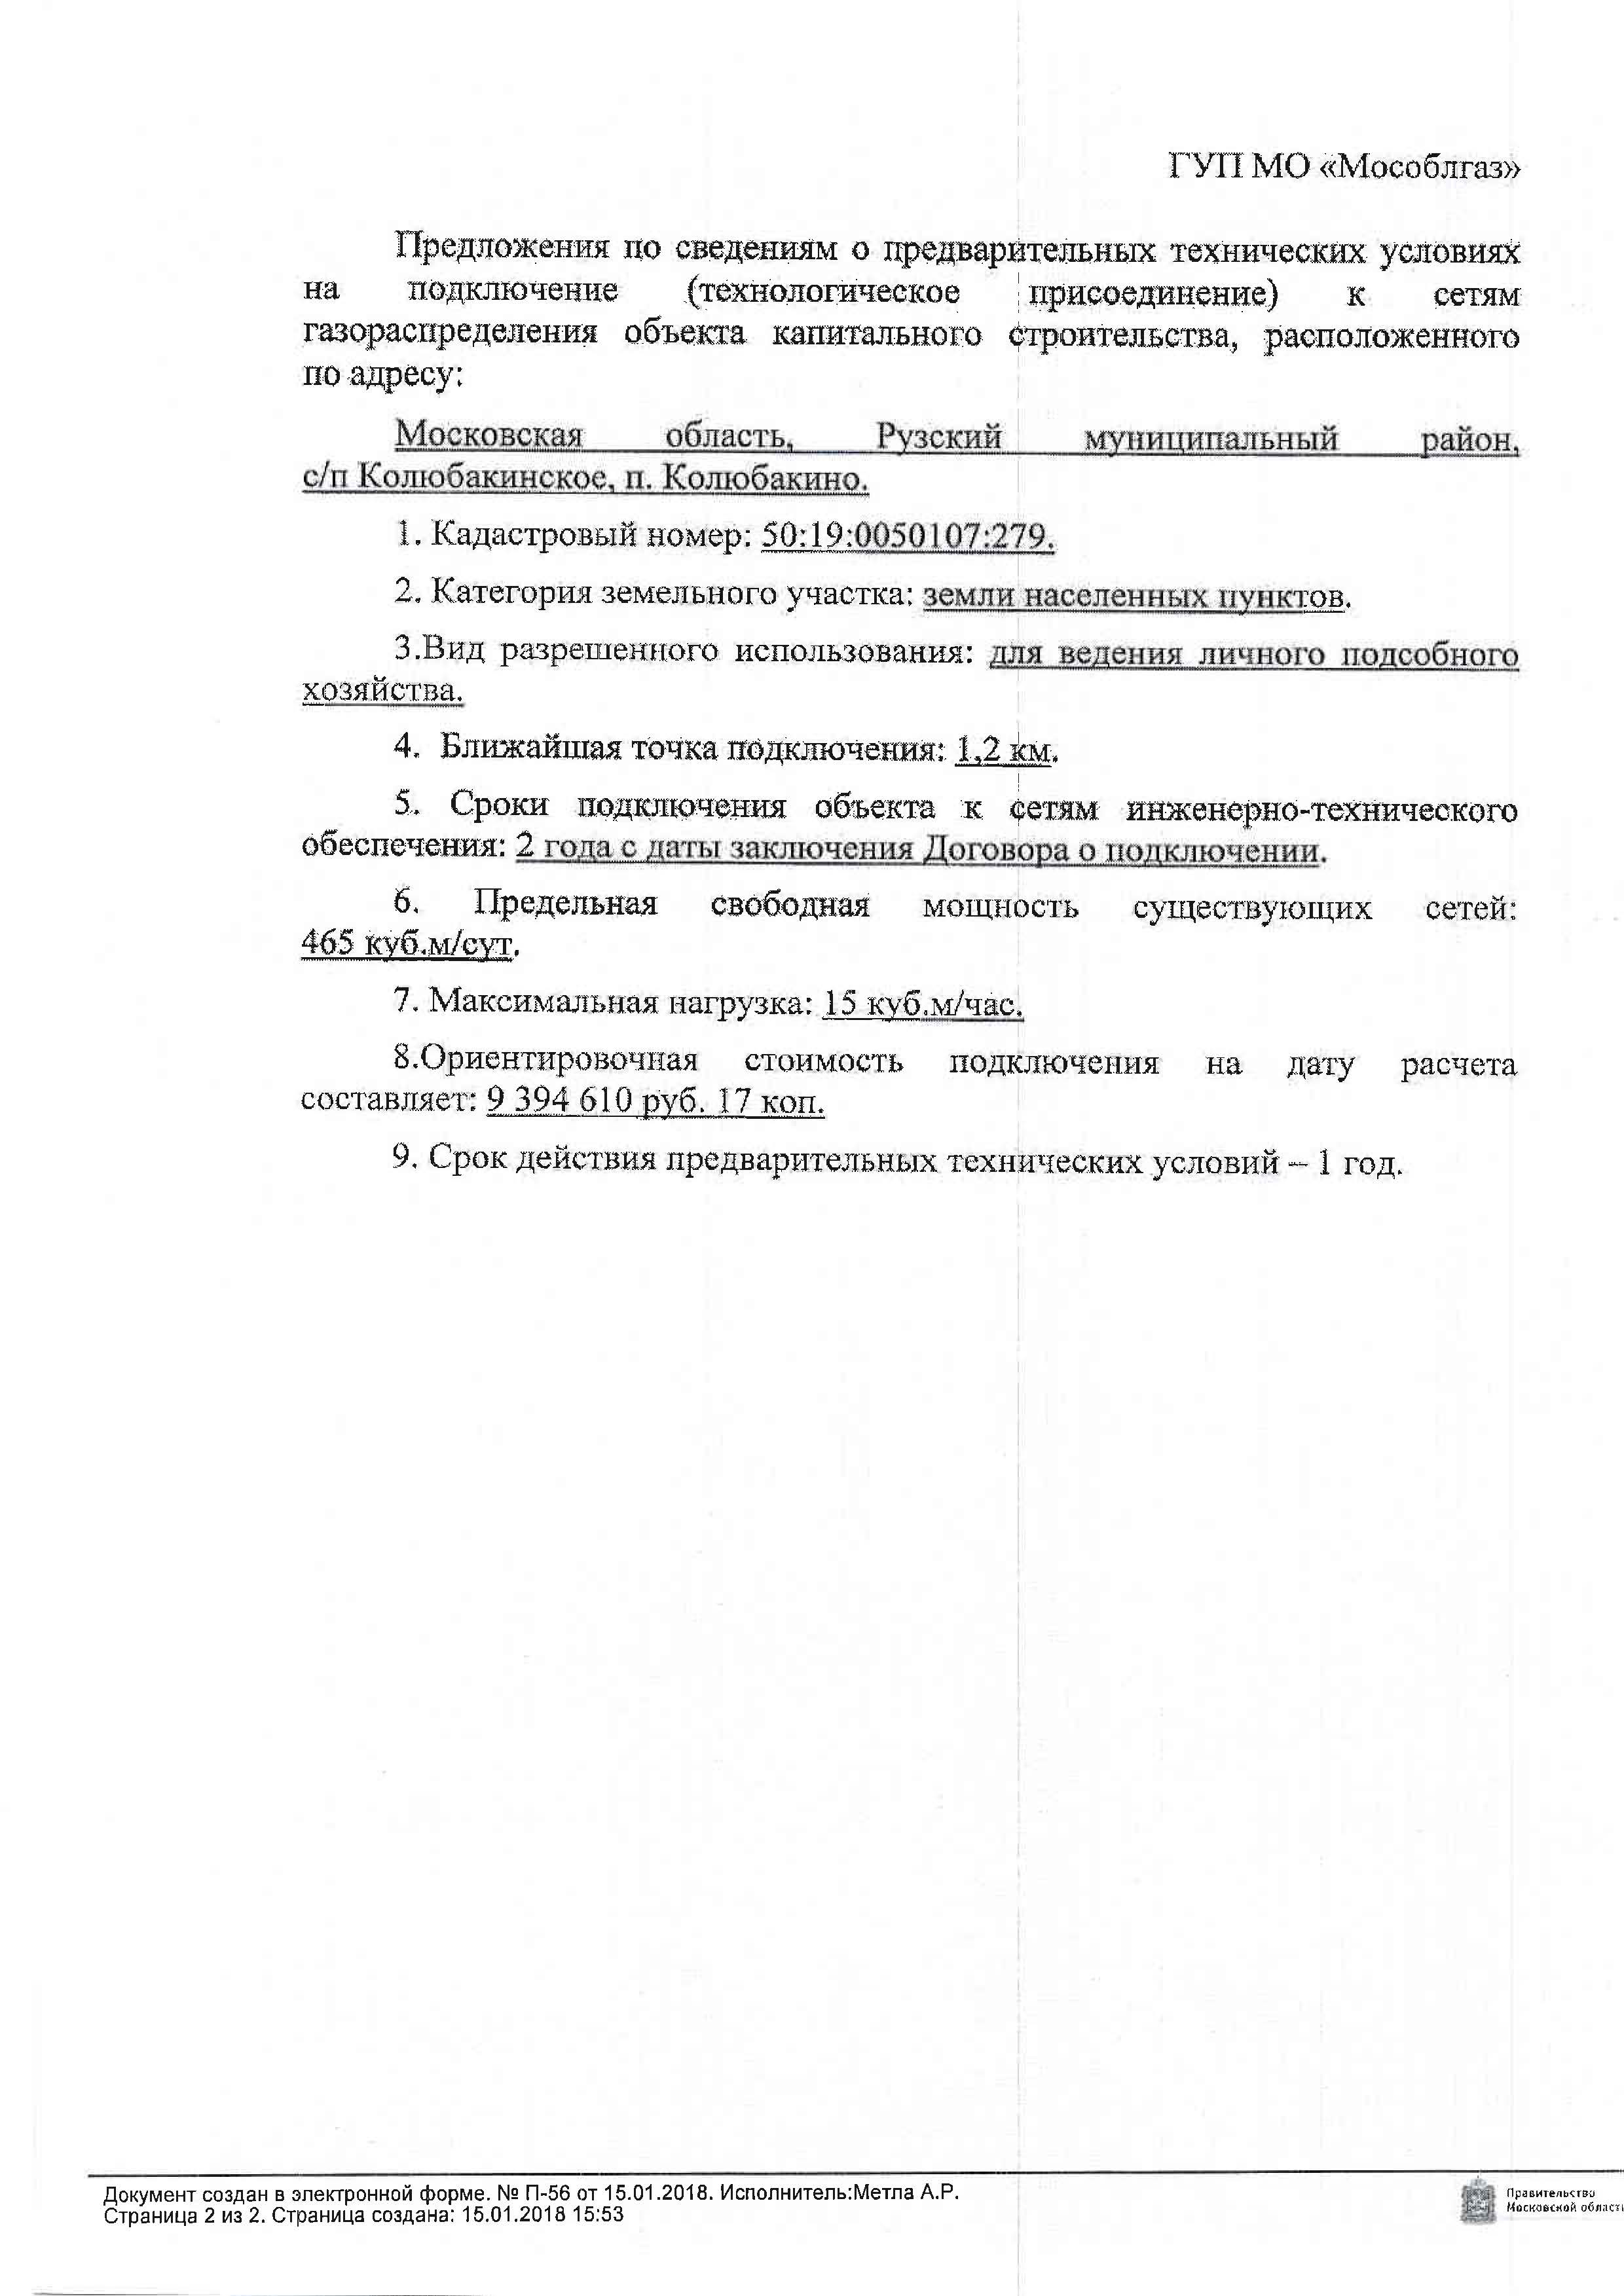 ГУП МО «Мособлгаз»
Предложения по сведениям о предварительных технических условиях
на подключение (технологическое присоединение) к сетям
газораспределения объекта капитального строительства, расположенного
по адресу:
Московская область, Рузский муниципальный район,
с/п Колюбакинское, п. Колюбакино.
1. Кадастровый номер: 50:19:0050107:279.
2. Категория земельного участка: земли населенных пунктов.
3.Вид разрешенного использования: для ведения личного подсобного
хозяйства.
4. Ближайшая точка подключения: 1,2 км.
5. Сроки подключения объекта к сетям инженерно-технического
обеспечения: 2 года с даты заключения Договора о подключении.
6. Предельная свободная мощность существующих сетей:
465 куб.м/сут.
7. Максимальная нагрузка: 15 куб.м/час.
8.Ориентировочная стоимость подключения на дату расчета
составляет: 9 394 610 руб. 17 коп.
9. Срок действия предварительных технических условий – 1 год.
Документ создан в электронной форме. № П-56 от 15.01.2018. Исполнитель:Метла А.Р.
Страница 2 из 2. Страница создана: 15.01.2018 15:53
Правительство
Московской област